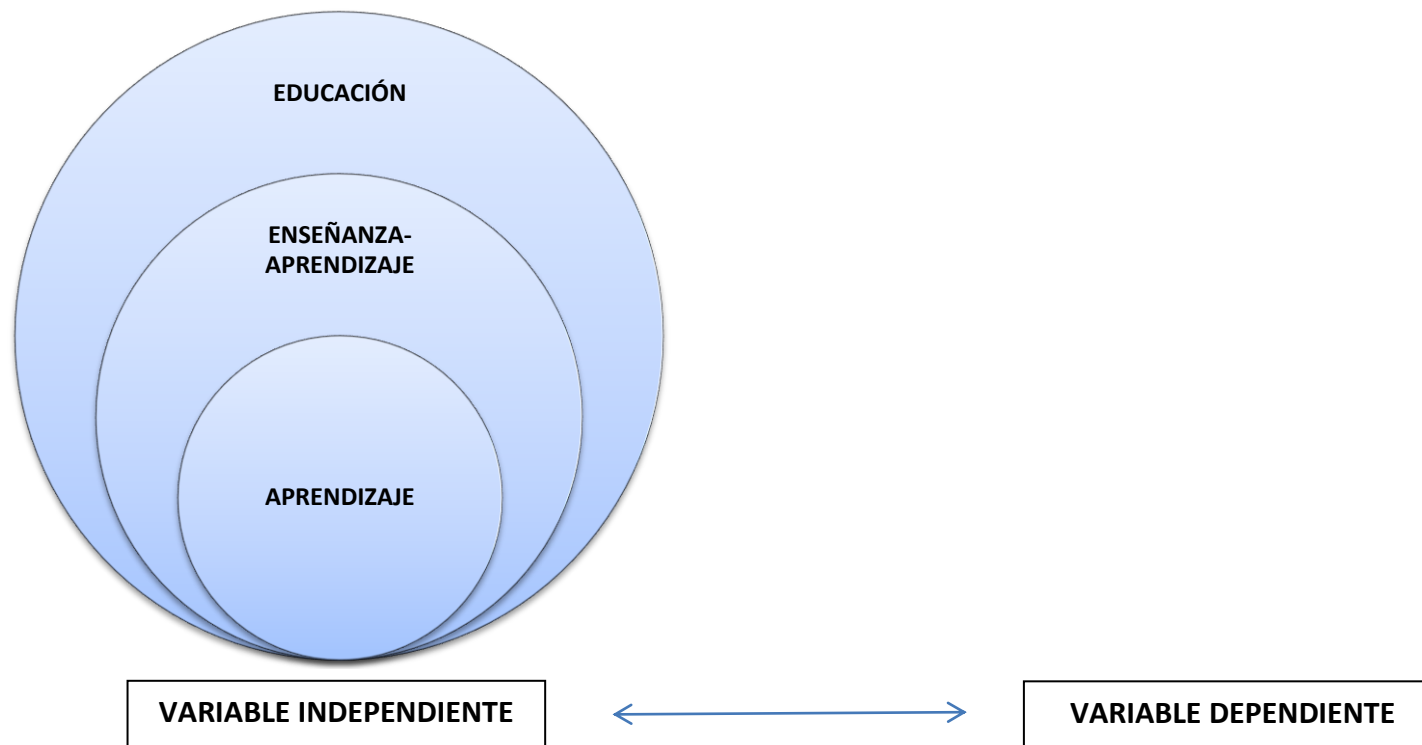 EDUCACIÓN
ENSEÑANZA-
APRENDIZAJE
APRENDIZAJE
VARIABLE INDEPENDIENTE
VARIABLE DEPENDIENTE